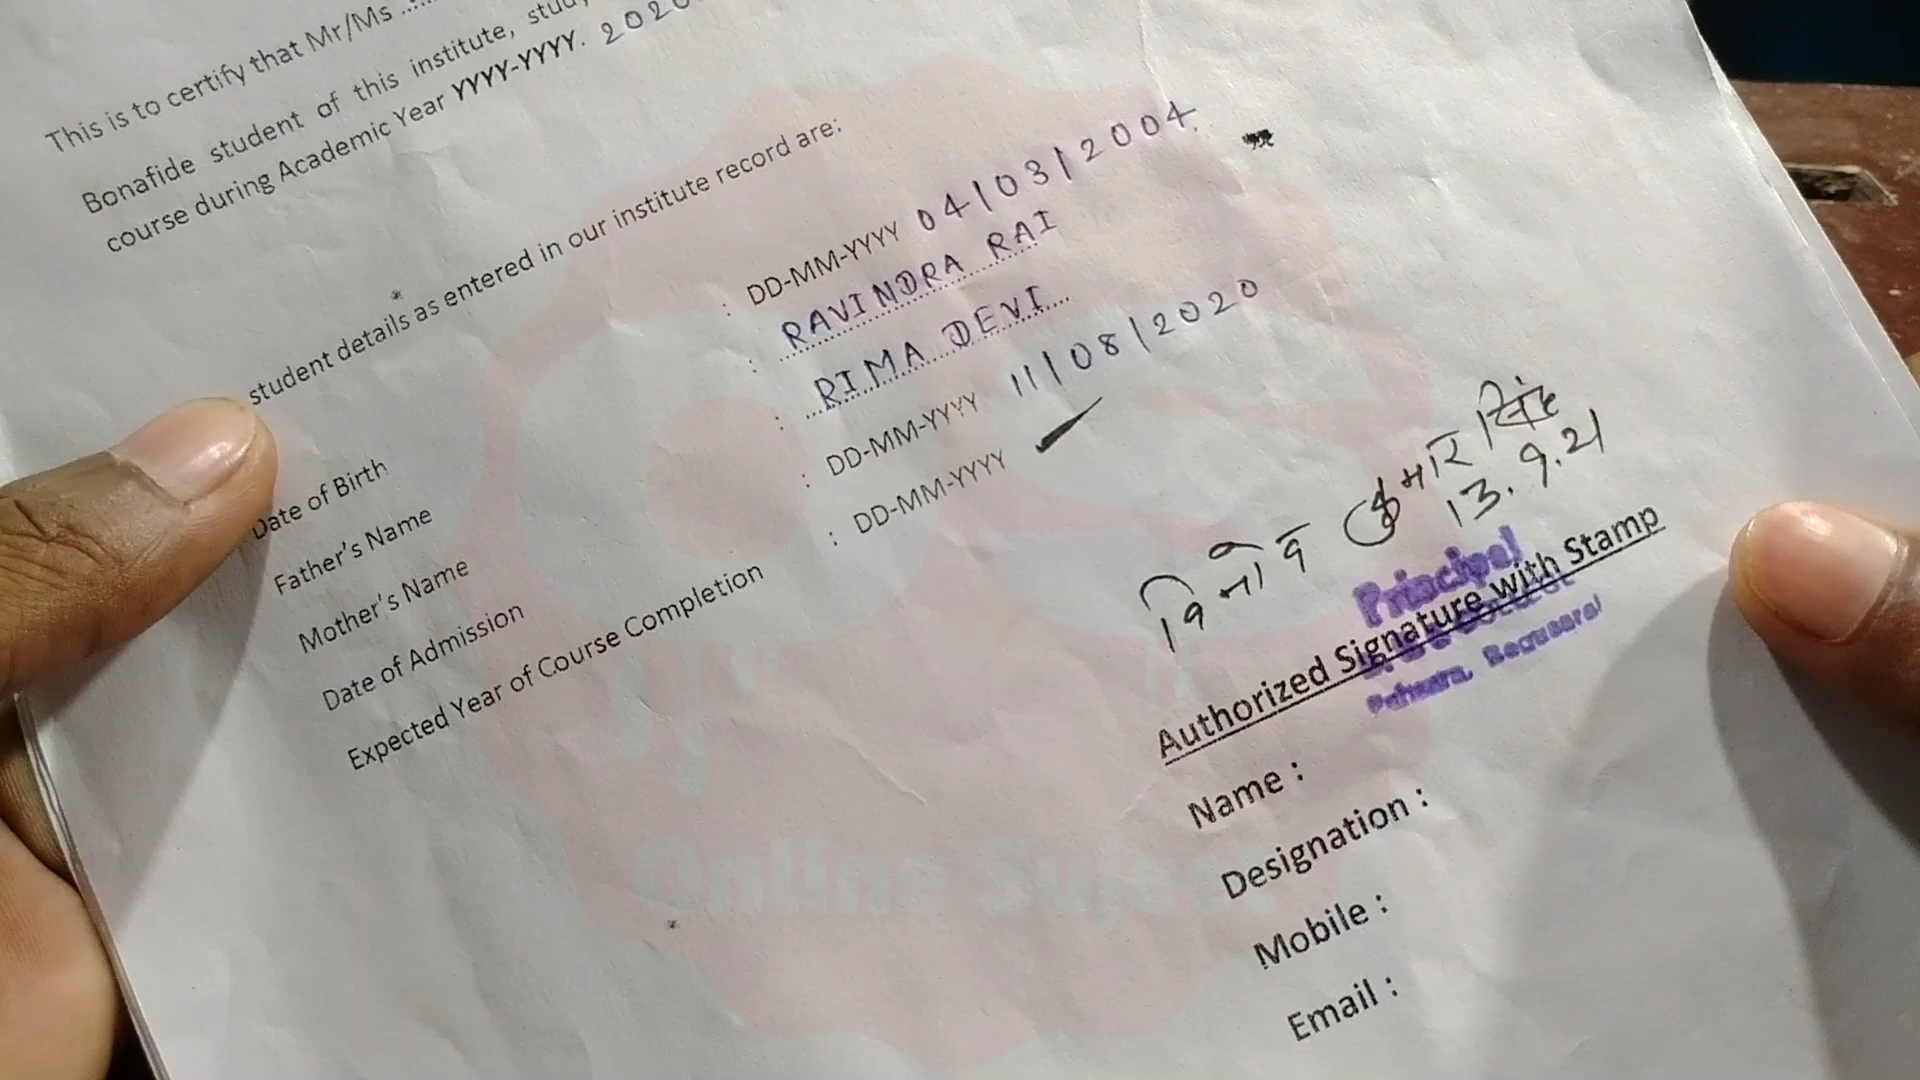 This is to certify that Mr/Ms ......
Bonafide student of this institute,
course during Academic Year YYYY-YYYY. 2020
student details as entered in our institute record are:
Date of Birth : DD-MM-YYYY 04/03/2004
Father's Name : RAVINDRA RAI
Mother's Name : RIMA DEVI
Date of Admission : DD-MM-YYYY 11/08/2020
Expected Year of Course Completion : DD-MM-YYYY
विनोद कुमार सिंह
13.9.21
Principal
Authorized Signature with Stamp
Begusarai
Name :
Designation :
Mobile :
Email :
Online Sujeet